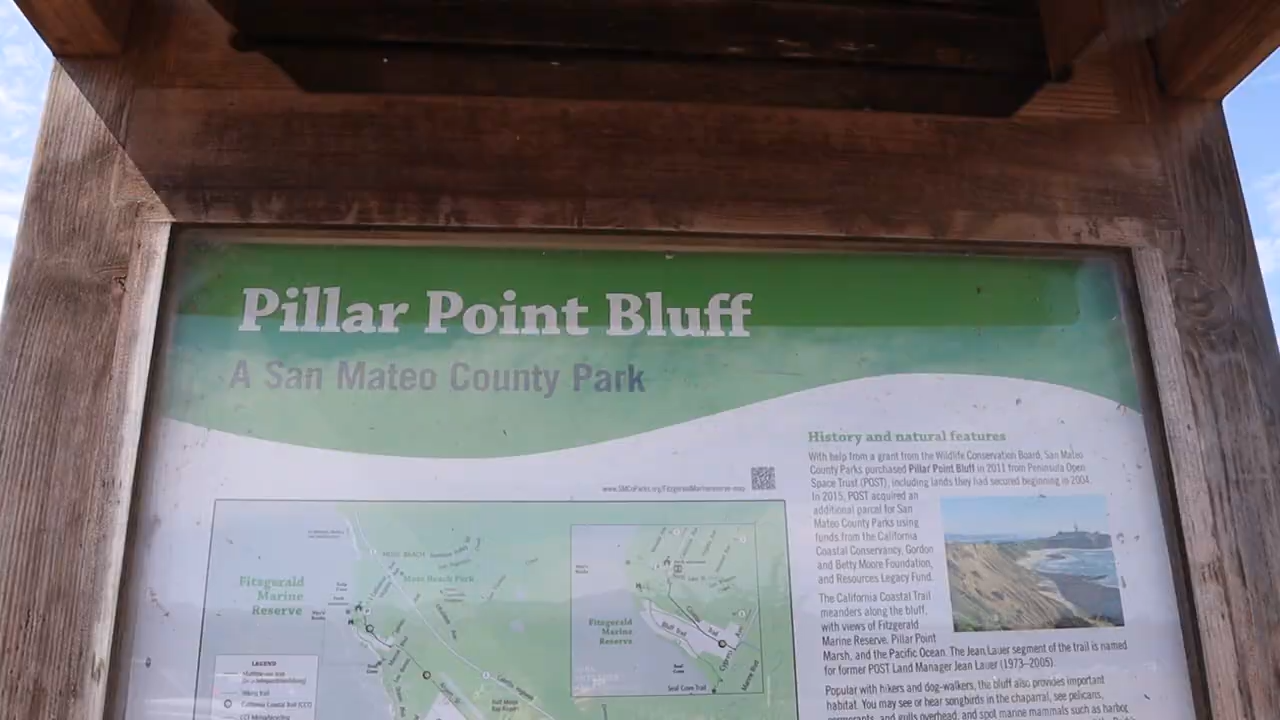 Pillar Point Bluff
A San Mateo County Park
www.SMCoParks.org/FitzgeraldMarinereserve-map
MOSS BEACH
Moss Beach Park
Fitzgerald
Marine
Reserve
Fitzgerald
Marine
Reserve
Bluff Trail
Seal
Cove
Seal Cove Trail
LEGEND
Hiking trail
California Coastal Trail (CCT)
Half Moon
Bay Airport
History and natural features
With help from a grant from the Wildlife Conservation Board, San Mateo
County Parks purchased Pillar Point Bluff in 2011 from Peninsula Open
Space Trust (POST), including lands they had secured beginning in 2004.
In 2015, POST acquired an
additional parcel for San
Mateo County Parks using
funds from the California
Coastal Conservancy, Gordon
and Betty Moore Foundation,
and Resources Legacy Fund.
The California Coastal Trail
meanders along the bluff,
with views of Fitzgerald
Marine Reserve, Pillar Point
Marsh, and the Pacific Ocean. The Jean Lauer segment of the trail is named
for former POST Land Manager Jean Lauer (1973–2005).
Popular with hikers and dog-walkers, the bluff also provides important
habitat. You may see or hear songbirds in the chaparral, see pelicans,
cormorants, and gulls overhead, and spot marine mammals such as harbor